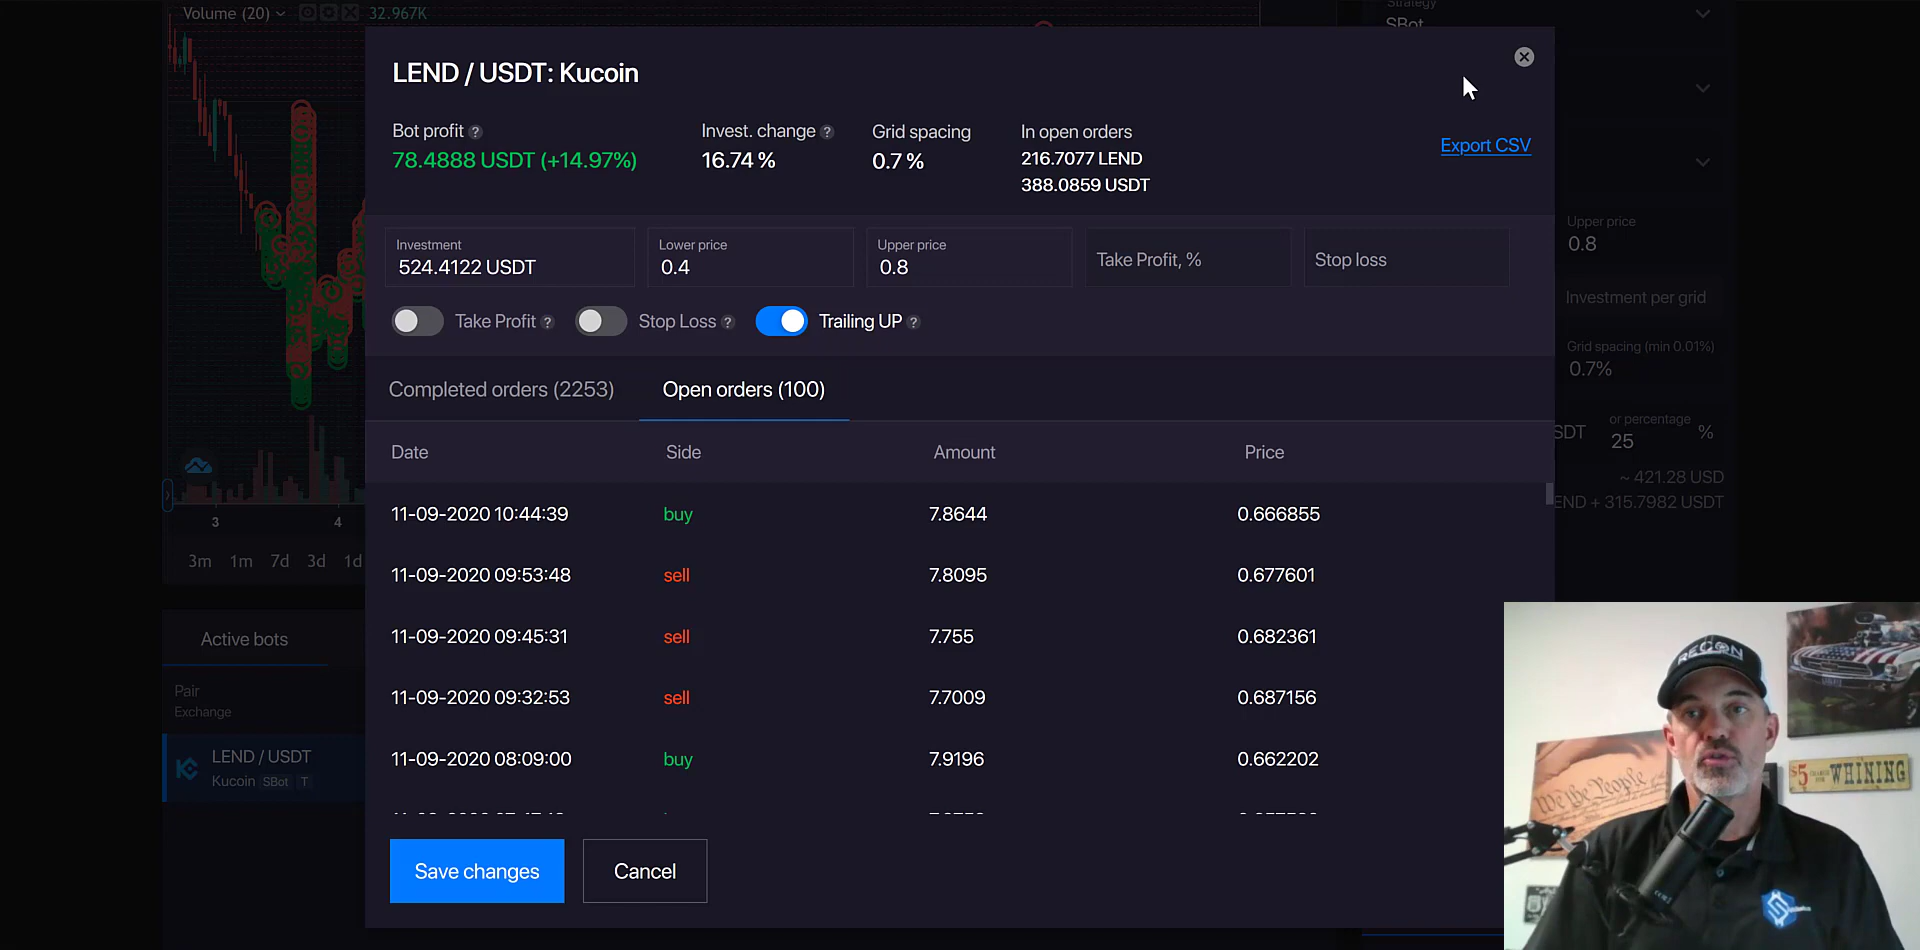 Volume (20) 32.967K
Strategy
SBot
LEND / USDT: Kucoin
Bot profit ?
78.4888 USDT (+14.97%)
Invest. change ?
16.74 %
Grid spacing
0.7 %
In open orders
216.7077 LEND
388.0859 USDT
Export CSV
Investment
524.4122 USDT
Lower price
0.4
Upper price
0.8
Take Profit, %
Stop loss
Take Profit ?
Stop Loss ?
Trailing UP ?
Completed orders (2253)
Open orders (100)
Date Side Amount Price
11-09-2020 10:44:39 buy 7.8644 0.666855
11-09-2020 09:53:48 sell 7.8095 0.677601
11-09-2020 09:45:31 sell 7.755 0.682361
11-09-2020 09:32:53 sell 7.7009 0.687156
11-09-2020 08:09:00 buy 7.9196 0.662202
Save changes
Cancel
3 4
3m 1m 7d 3d 1d
Active bots
Pair
Exchange
LEND / USDT
Kucoin SBot T
Upper price
0.8
Investment per grid
Grid spacing (min 0.01%)
0.7%
SDT
or percentage
25 %
~ 421.28 USD
END + 315.7982 USDT
RECON
We the People
$5 CHARGE FOR WHINING